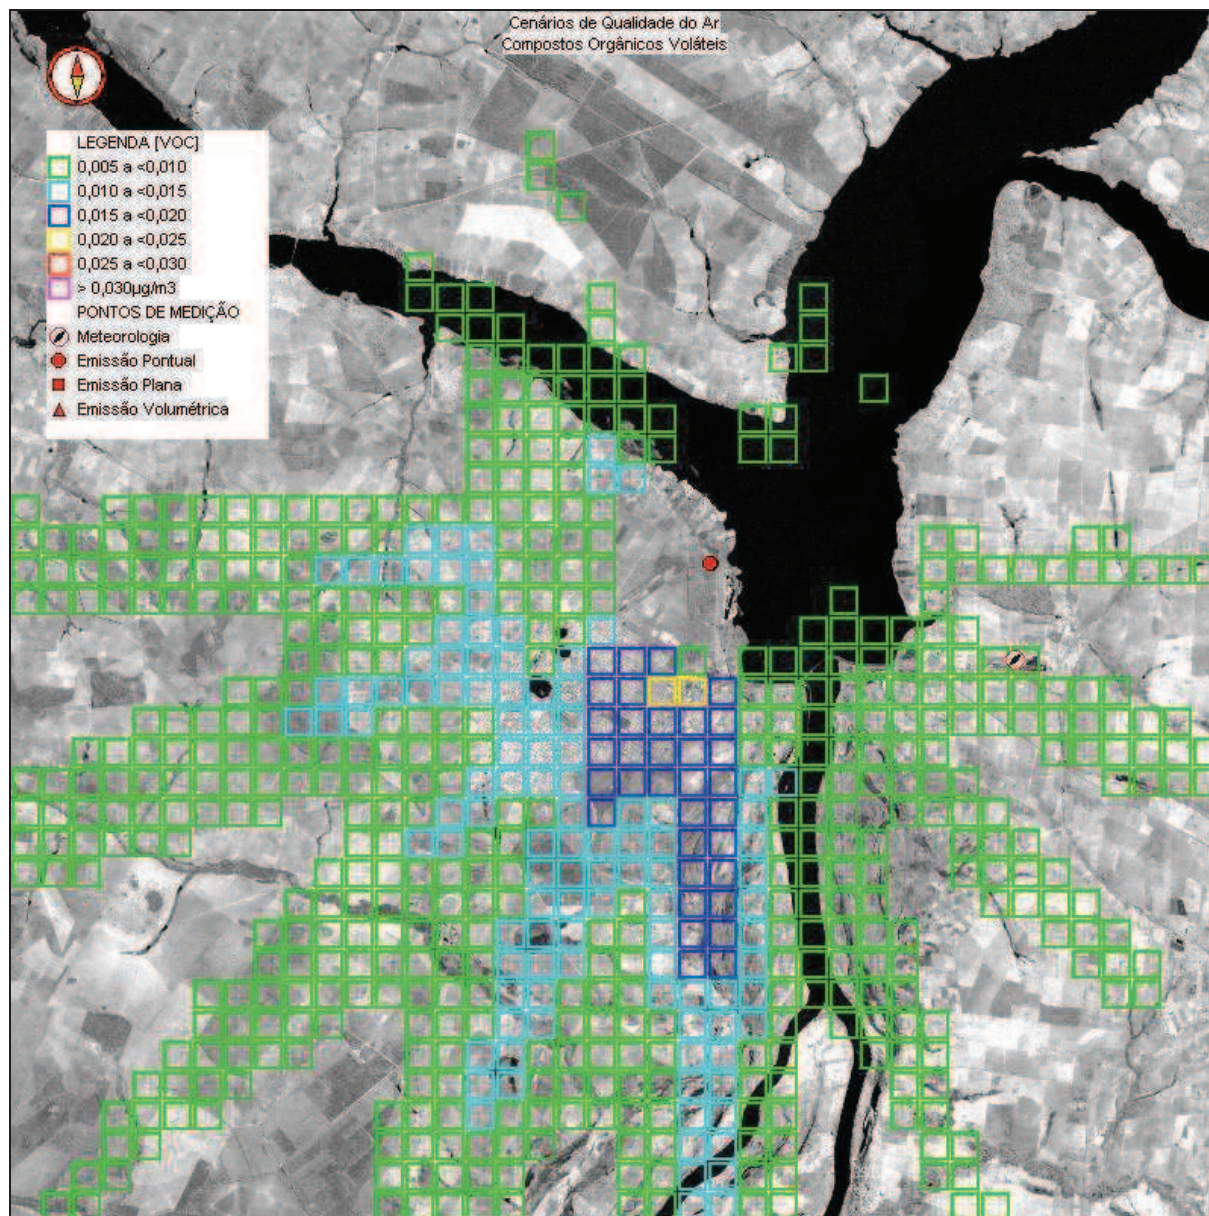 Cenários de Qualidade do Ar
Compostos Orgânicos Voláteis
LEGENDA [VOC]
0,005 a <0,010
0,010 a <0,015
0,015 a <0,020
0,020 a <0,025
0,025 a <0,030
> 0,030µg/m3
PONTOS DE MEDIÇÃO
Meteorologia
Emissão Pontual
Emissão Plana
Emissão Volumétrica